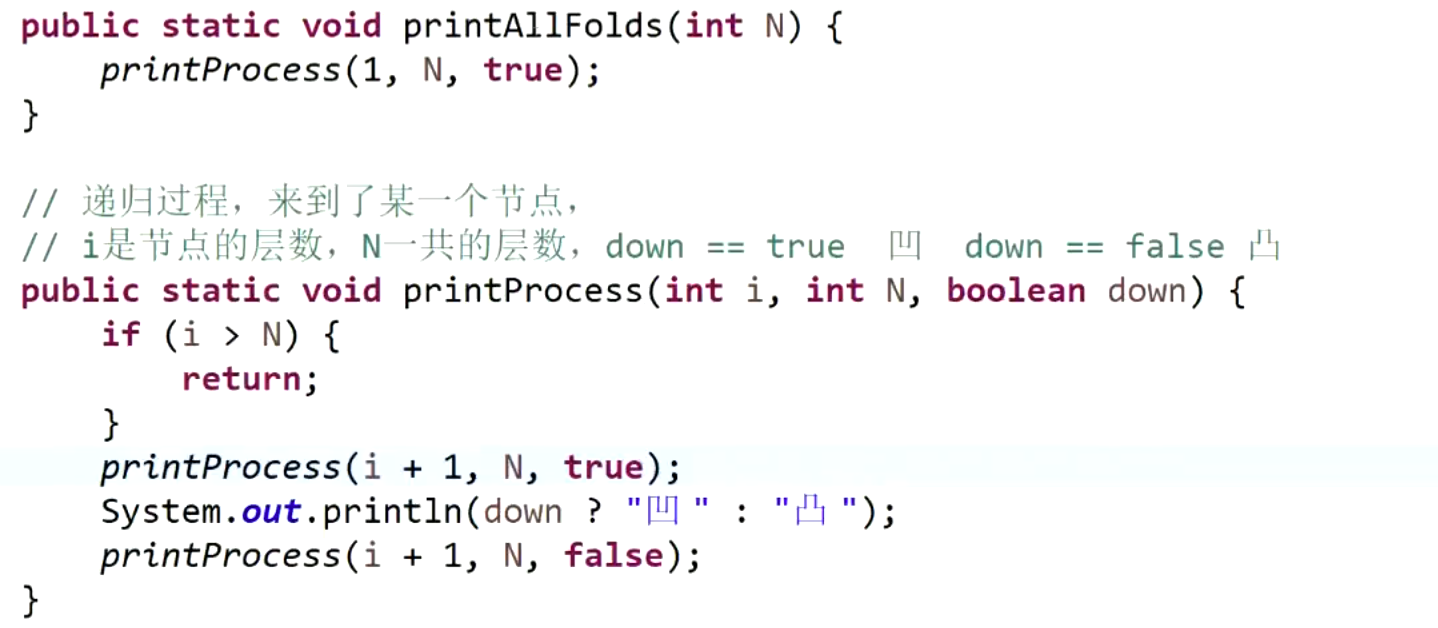 public static void printAllFolds(int N) {
    printProcess(1, N, true);
}

// 递归过程，来到了某一个节点，
// i是节点的层数，N一共的层数，down == true  凹  down == false 凸
public static void printProcess(int i, int N, boolean down) {
    if (i > N) {
        return;
    }
    printProcess(i + 1, N, true);
    System.out.println(down ? "凹 " : "凸 ");
    printProcess(i + 1, N, false);
}